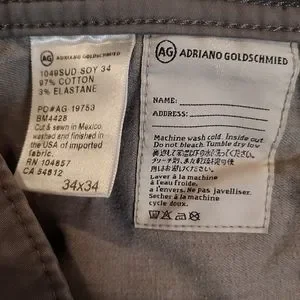 AG ADRIANO GOLDSCHMIED
1049SUD SOY 34
97% COTTON
3% ELASTANE
PO#AG 19753
BM4428
Cut & sewn in Mexico,
washed and finished in
the USA of imported
fabric.
RN 104857
CA 54812
34x34
AG ADRIANO GOLDSCHMIED
NAME:
ADDRESS:
Machine wash cold. Inside out.
Do not bleach. Tumble dry low
Laver à la machine
à l'eau froide,
a l'envers. Ne pas javelliser.
Secher à la machine
cycle doux.